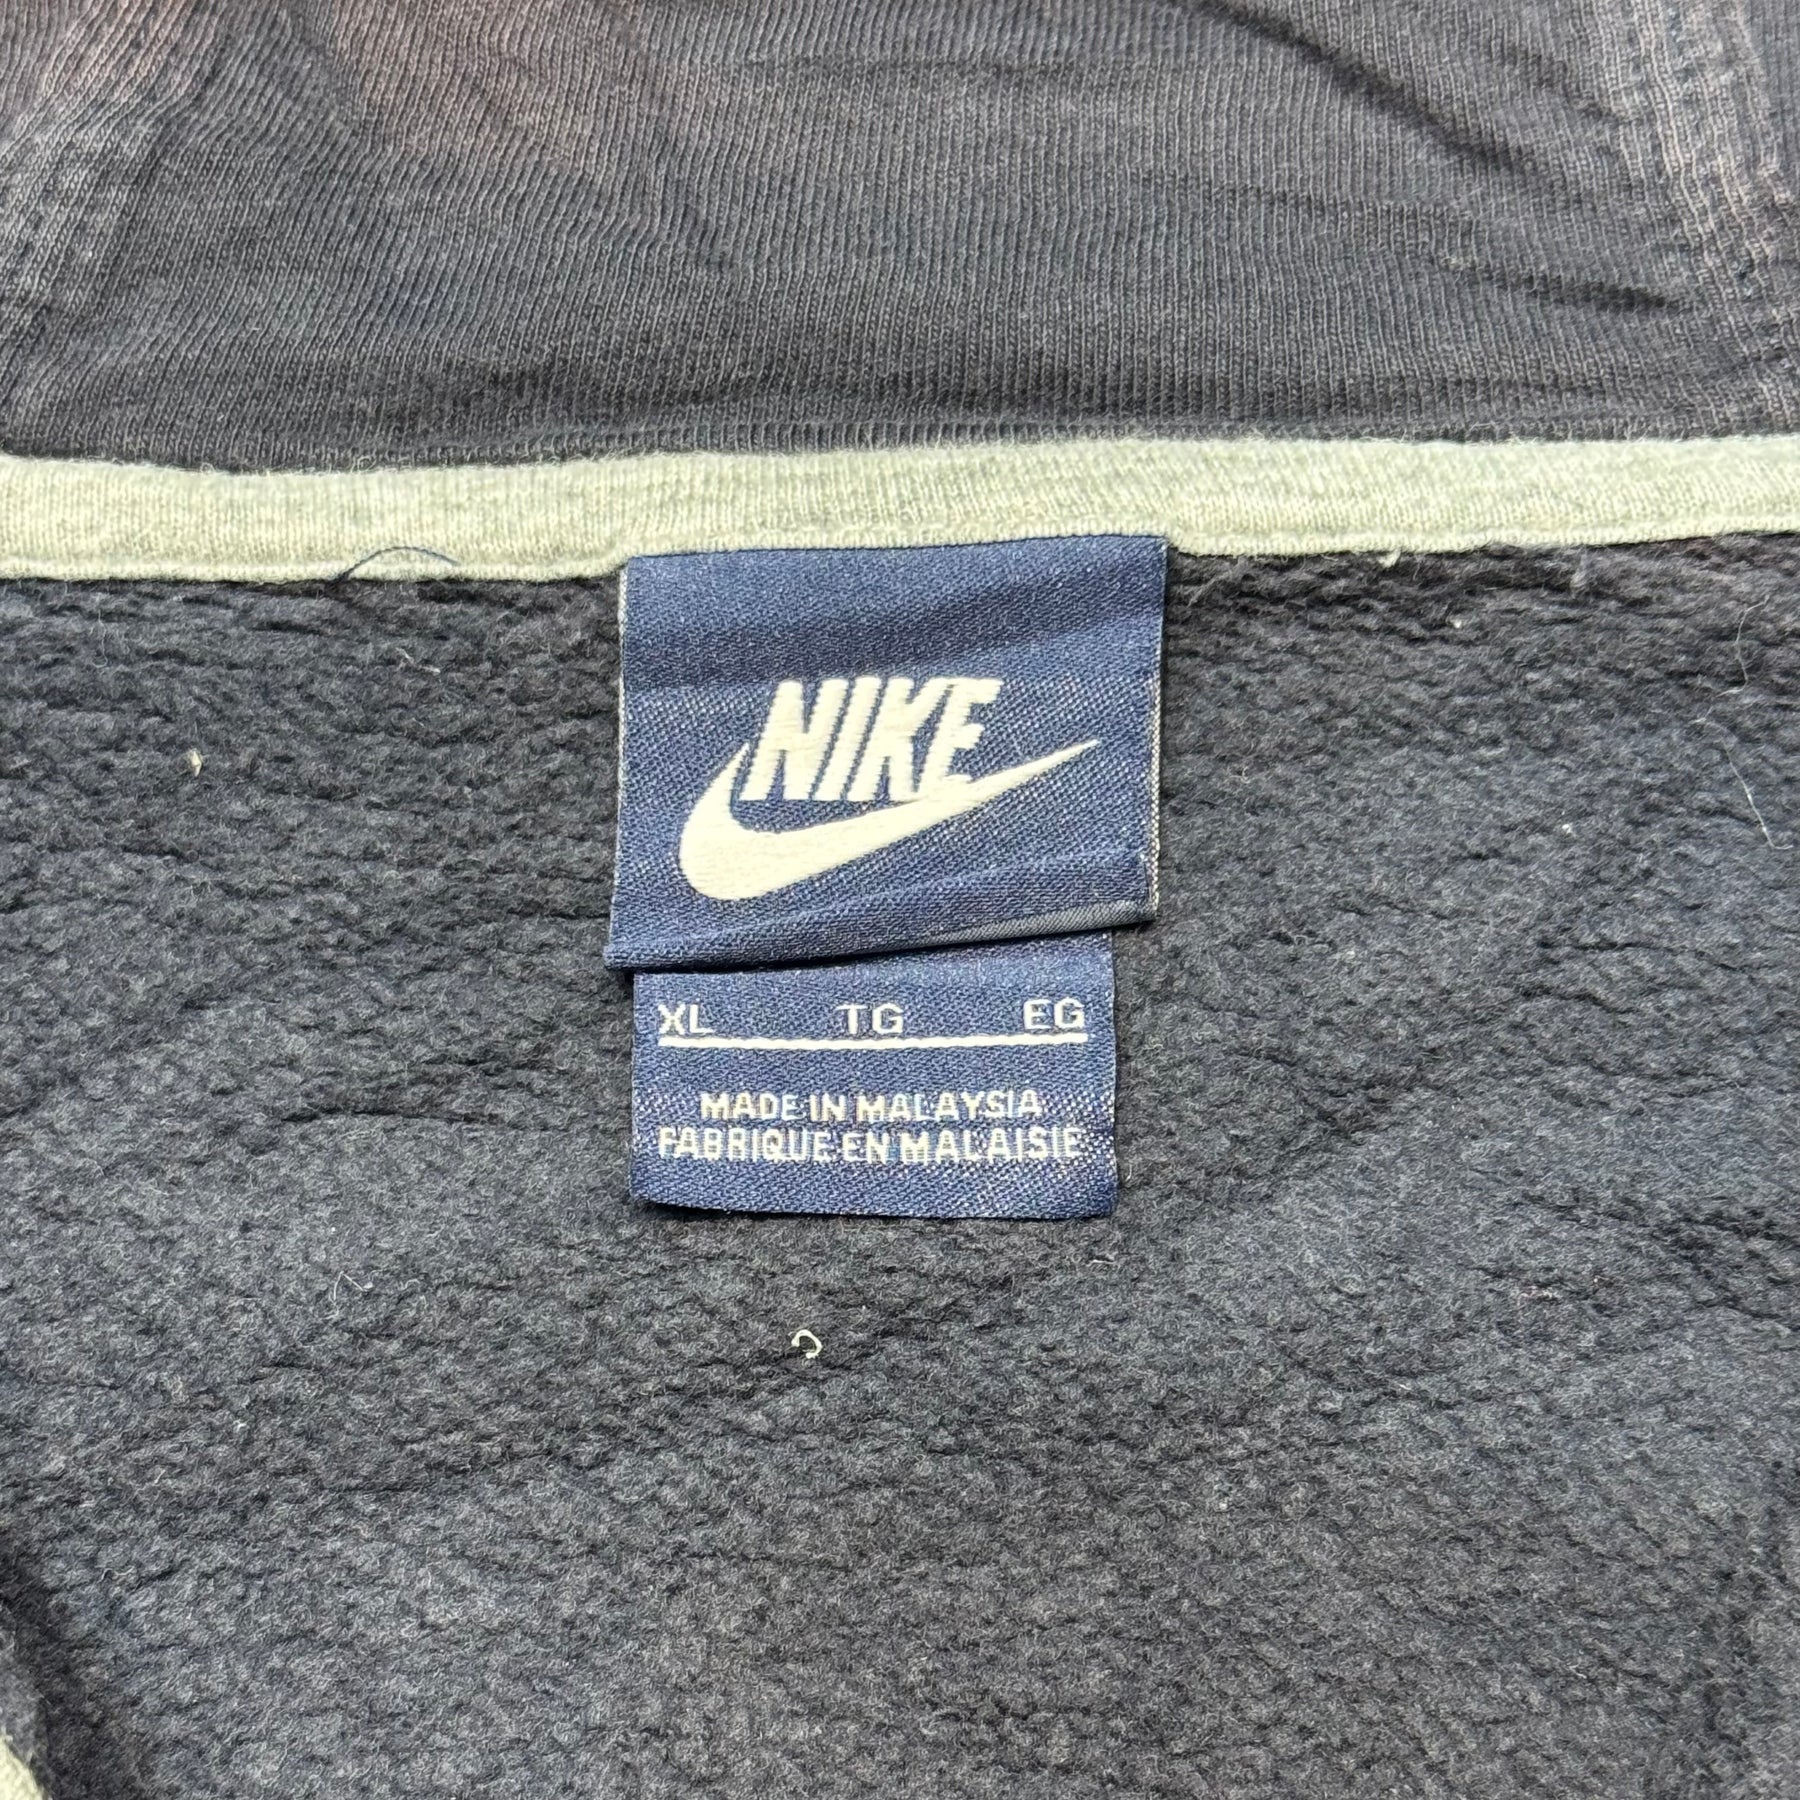 NIKE
XL TG EG
MADE IN MALAYSIA
FABRIQUE EN MALAISIE